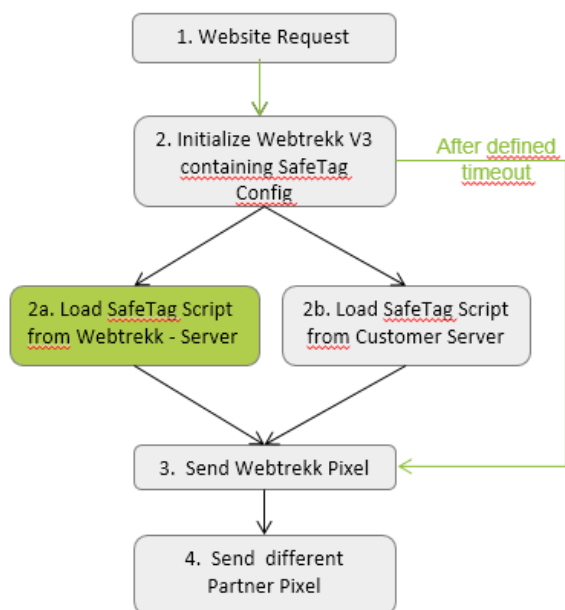 1. Website Request
2. Initialize Webtrekk V3
containing SafeTag
Config
After defined
timeout
2a. Load SafeTag Script
from Webtrekk - Server
2b. Load SafeTag Script
from Customer Server
3. Send Webtrekk Pixel
4. Send different
Partner Pixel